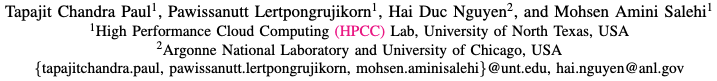 Tapajit Chandra Paul¹, Pawissanutt Lertpongrujikorn¹, Hai Duc Nguyen², and Mohsen Amini Salehi¹
¹High Performance Cloud Computing (HPCC) Lab, University of North Texas, USA
²Argonne National Laboratory and University of Chicago, USA
{tapajitchandra.paul, pawissanutt.lertpongrujikorn, mohsen.aminisalehi}@unt.edu, hai.nguyen@anl.gov